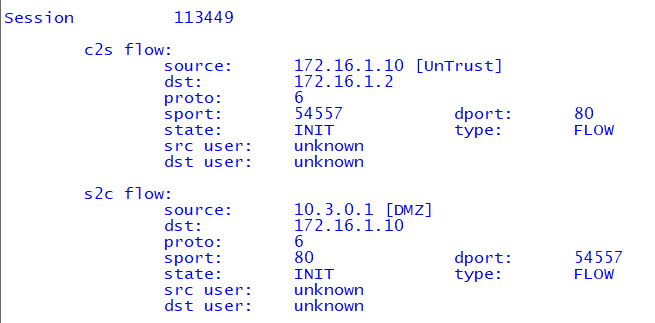 Session 113449
c2s flow:
source: 172.16.1.10 [UnTrust]
dst: 172.16.1.2
proto: 6
sport: 54557 dport: 80
state: INIT type: FLOW
src user: unknown
dst user: unknown
s2c flow:
source: 10.3.0.1 [DMZ]
dst: 172.16.1.10
proto: 6
sport: 80 dport: 54557
state: INIT type: FLOW
src user: unknown
dst user: unknown